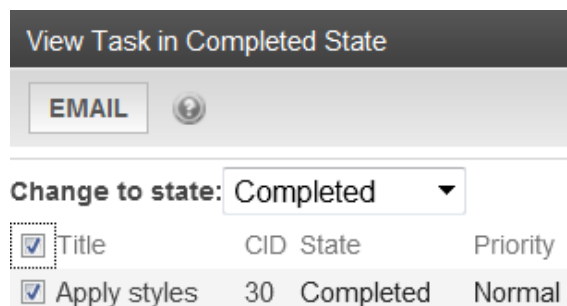 View Task in Completed State
EMAIL ?
Change to state: Completed
Title CID State Priority
Apply styles 30 Completed Normal